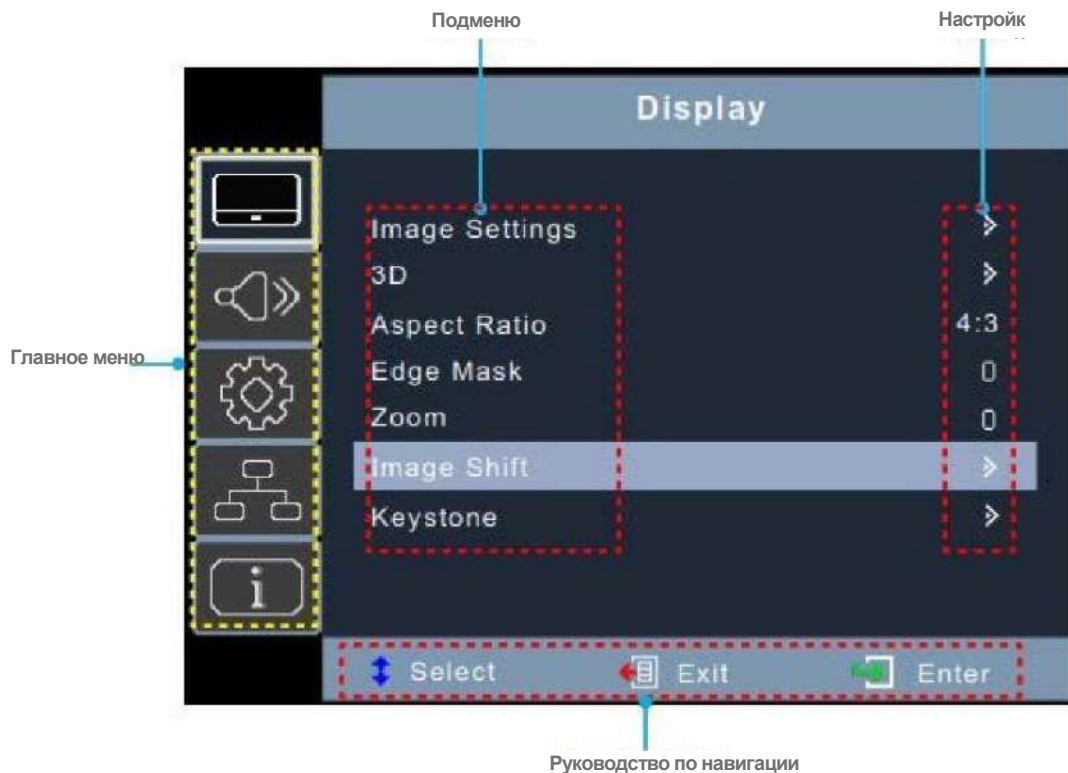 Подменю
Настройк
Display
Image Settings
3D
Aspect Ratio 4:3
Edge Mask 0
Zoom 0
Image Shift
Keystone
Главное меню
i
Select Exit Enter
Руководство по навигации